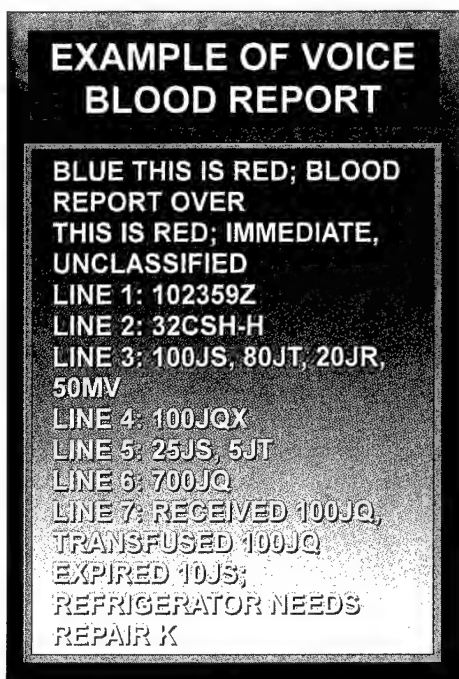 EXAMPLE OF VOICE
BLOOD REPORT
BLUE THIS IS RED; BLOOD
REPORT OVER
THIS IS RED; IMMEDIATE,
UNCLASSIFIED
LINE 1: 102359Z
LINE 2: 32CSH-H
LINE 3: 100JS, 80JT, 20JR,
50MV
LINE 4: 100JQX
LINE 5: 25JS, 5JT
LINE 6: 700JQ
LINE 7: RECEIVED 100JQ,
TRANSFUSED 100JQ
EXPIRED 10JS;
REFRIGERATOR NEEDS
REPAIR K